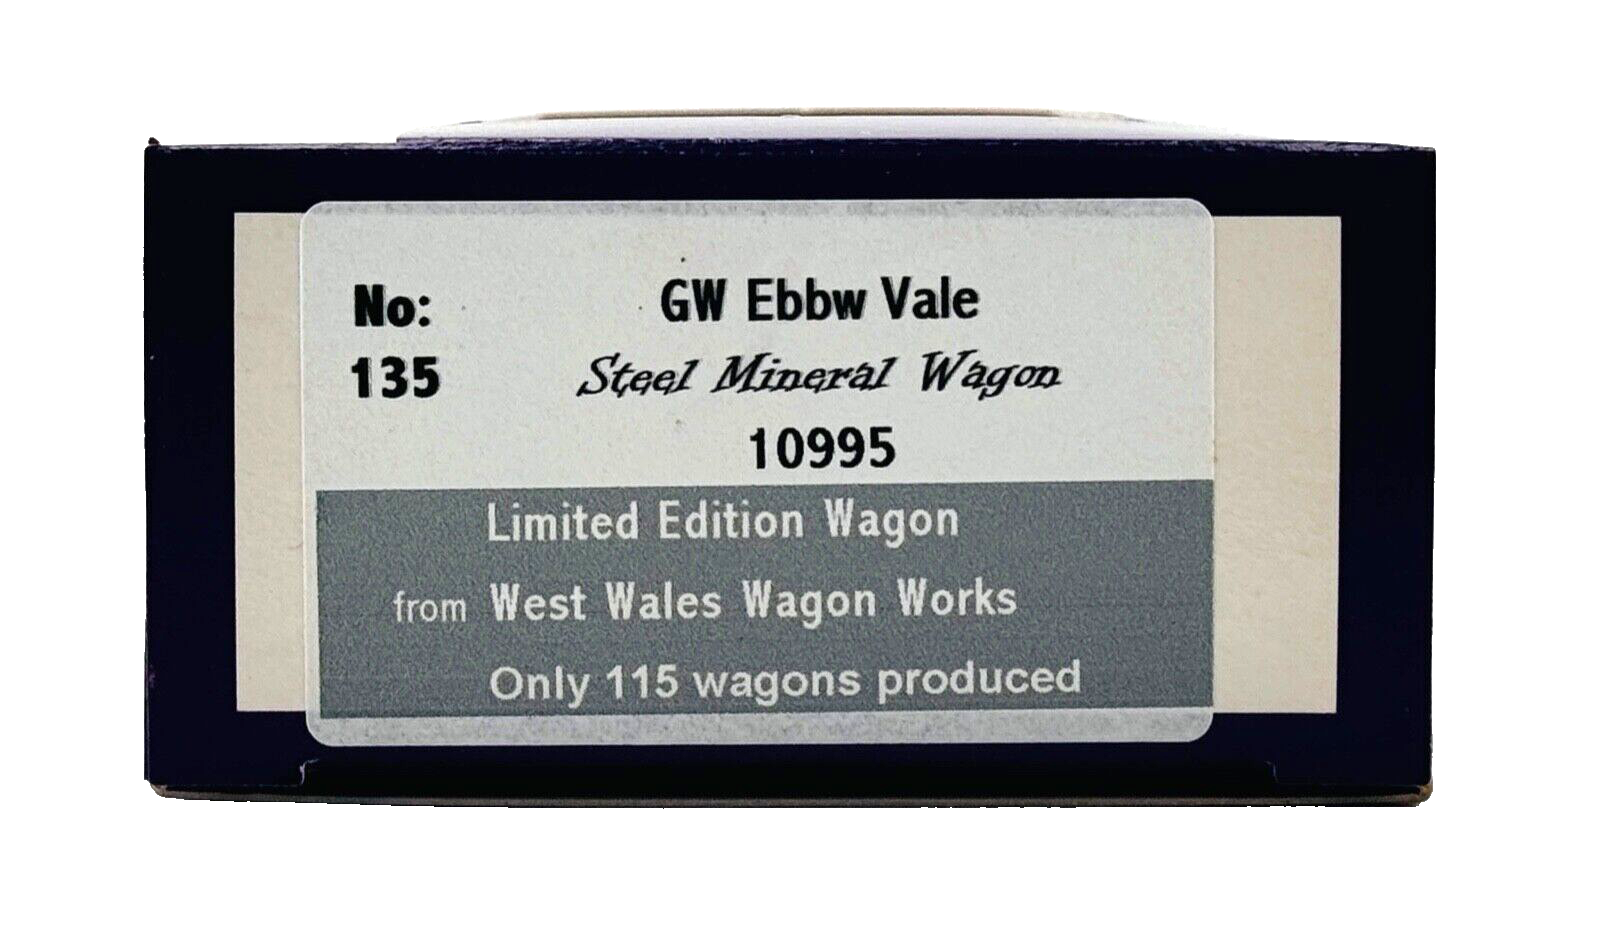 No:
135
GW Ebbw Vale
Steel Mineral Wagon
10995
Limited Edition Wagon
from West Wales Wagon Works
Only 115 wagons produced